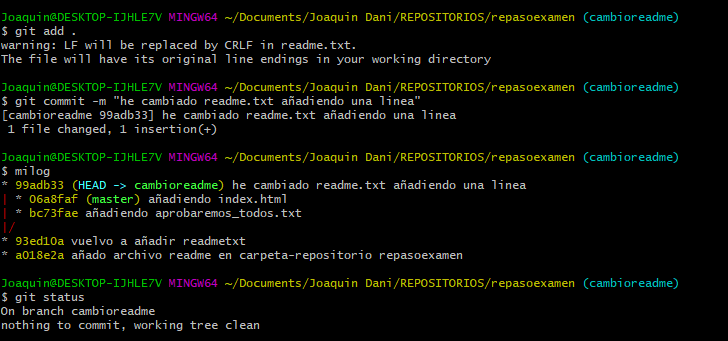 Joaquin@DESKTOP-IJHLE7V MINGW64 ~/Documents/Joaquin Dani/REPOSITORIOS/repasoexamen (cambioreadme)
$ git add .
warning: LF will be replaced by CRLF in readme.txt.
The file will have its original line endings in your working directory
Joaquin@DESKTOP-IJHLE7V MINGW64 ~/Documents/Joaquin Dani/REPOSITORIOS/repasoexamen (cambioreadme)
$ git commit -m "he cambiado readme.txt añadiendo una linea"
[cambioreadme 99adb33] he cambiado readme.txt añadiendo una linea
 1 file changed, 1 insertion(+)
Joaquin@DESKTOP-IJHLE7V MINGW64 ~/Documents/Joaquin Dani/REPOSITORIOS/repasoexamen (cambioreadme)
$ milog
* 99adb33 (HEAD -> cambioreadme) he cambiado readme.txt añadiendo una linea
| * 06a8faf (master) añadiendo index.html
| * bc73fae añadiendo aprobaremos_todos.txt
|/
* 93ed10a vuelvo a añadir readmetxt
* a018e2a añado archivo readme en carpeta-repositorio repasoexamen
Joaquin@DESKTOP-IJHLE7V MINGW64 ~/Documents/Joaquin Dani/REPOSITORIOS/repasoexamen (cambioreadme)
$ git status
On branch cambioreadme
nothing to commit, working tree clean